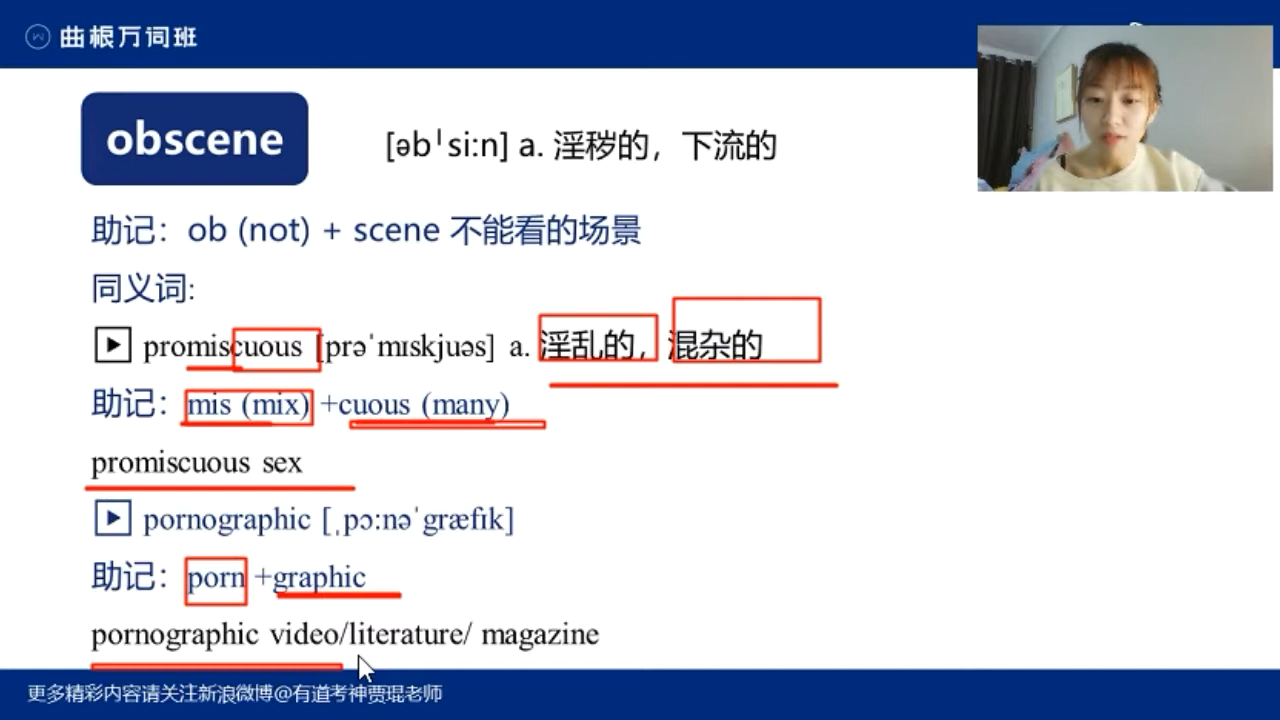 曲根万词班
obscene
[əbˈsi:n] a. 淫秽的，下流的
助记：ob (not) + scene 不能看的场景
同义词:
promiscuous [prəˈmɪskjuəs] a. 淫乱的，混杂的
助记：mis (mix) +cuous (many)
promiscuous sex
pornographic [ˌpɔ:nəˈgræfɪk]
助记：porn +graphic
pornographic video/literature/ magazine
更多精彩内容请关注新浪微博@有道考神贾琨老师